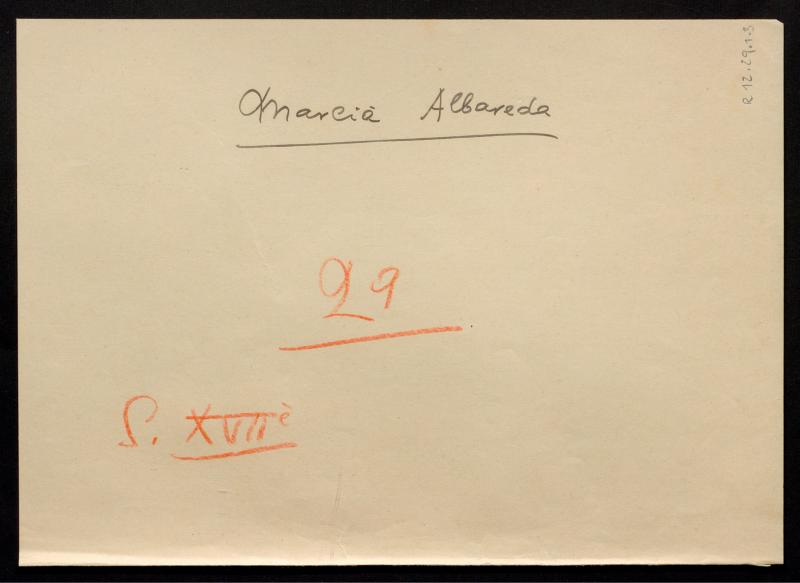 R 12.29.1-3
Marcià Albareda
29
S. XVIIè